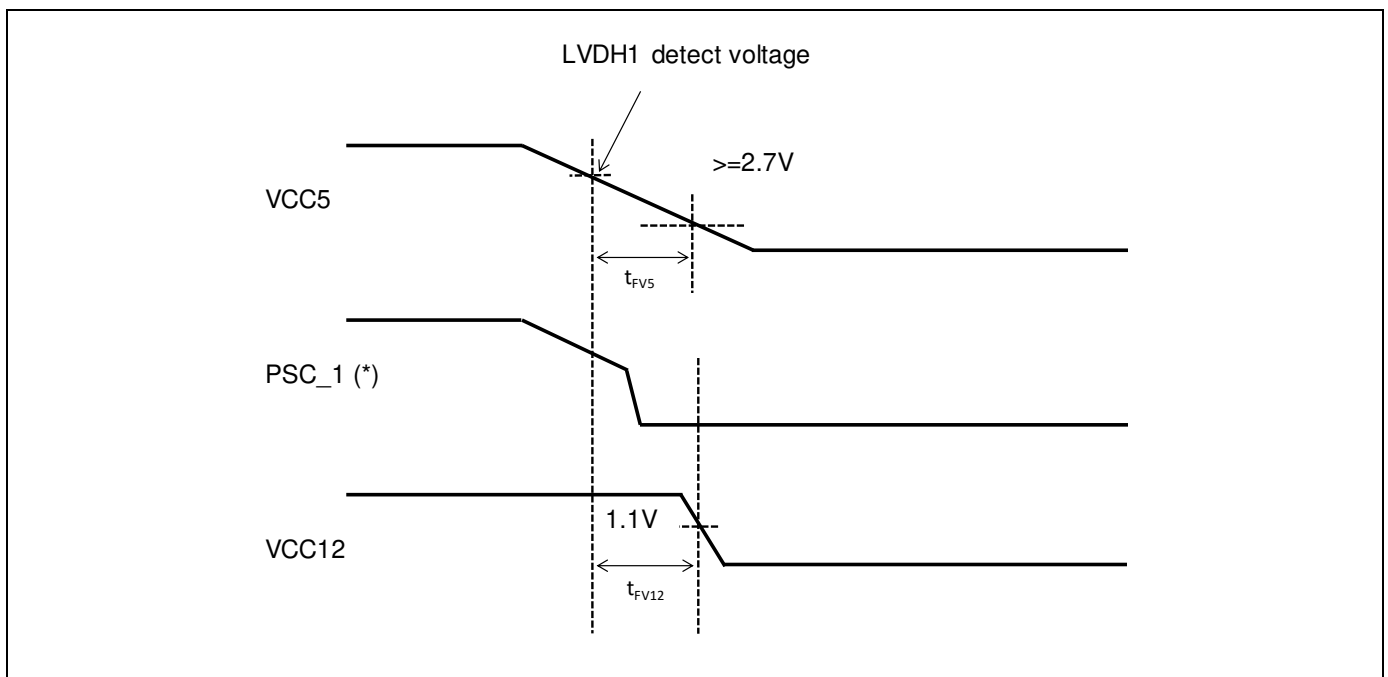 LVDH1 detect voltage
>=2.7V
VCC5
tFV5
PSC_1 (*)
1.1V
VCC12
tFV12